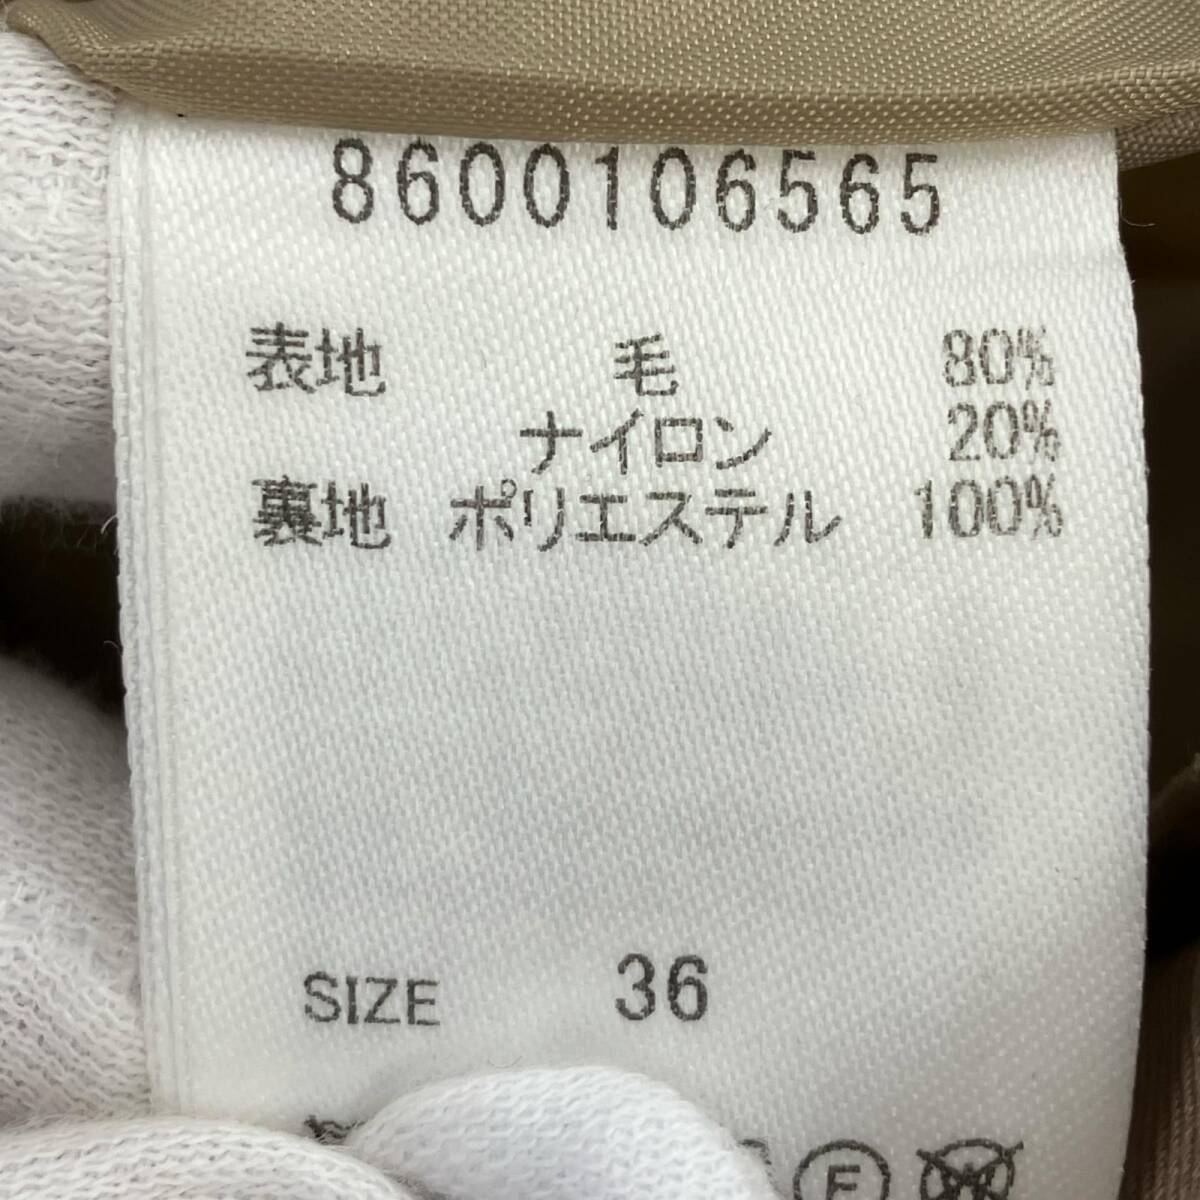 8600106565
表地 毛 80%
ナイロン 20%
裏地 ポリエステル 100%
SIZE 36
F W